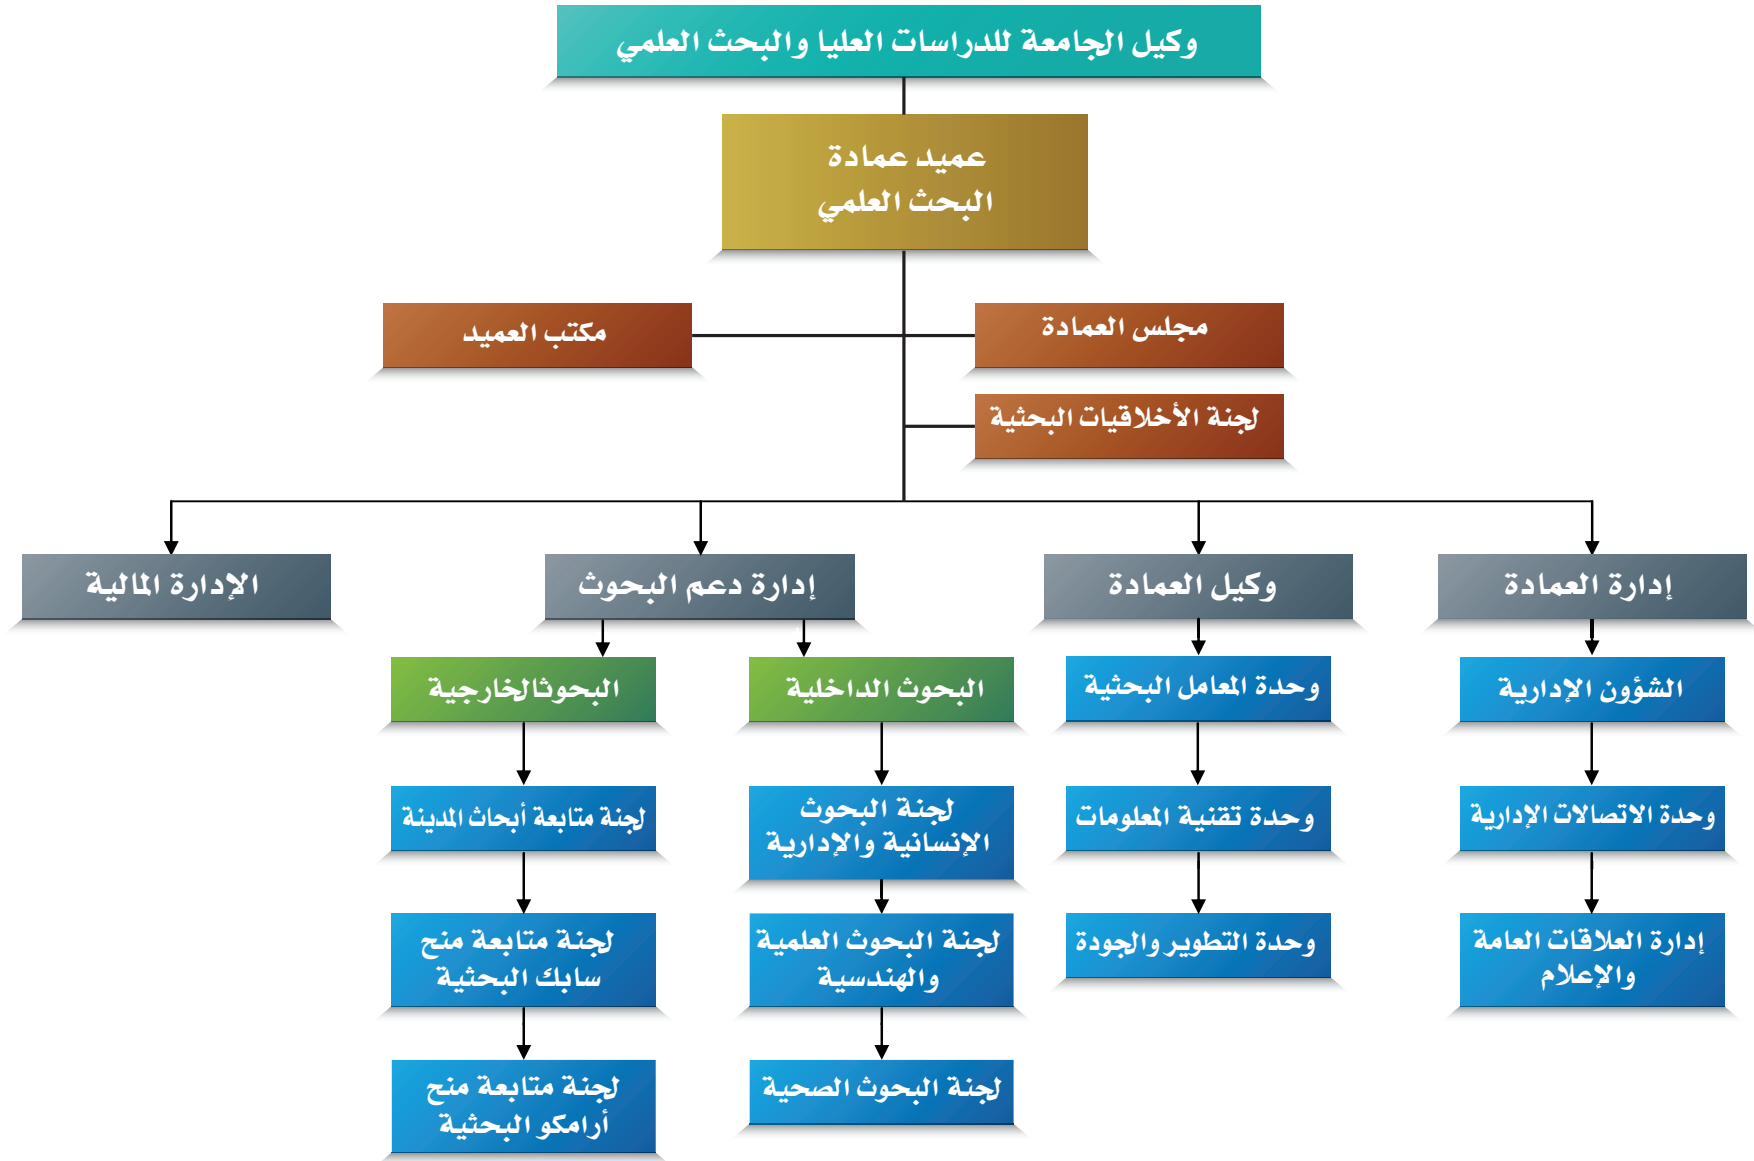 وكيل الجامعة للدراسات العليا والبحث العلمي
عميد عمادة
البحث العلمي
مجلس العمادة
مكتب العميد
لجنة الأخلاقيات البحثية
إدارة العمادة
وكيل العمادة
إدارة دعم البحوث
الإدارة المالية
الشؤون الإدارية
وحدة المعامل البحثية
البحوث الداخلية
البحوثالخارجية
وحدة الاتصالات الإدارية
وحدة تقنية المعلومات
لجنة البحوث
الإنسانية والإدارية
لجنة متابعة أبحاث المدينة
إدارة العلاقات العامة
والإعلام
وحدة التطوير والجودة
لجنة البحوث العلمية
والهندسية
لجنة متابعة منح
سابك البحثية
لجنة البحوث الصحية
لجنة متابعة منح
أرامكو البحثية